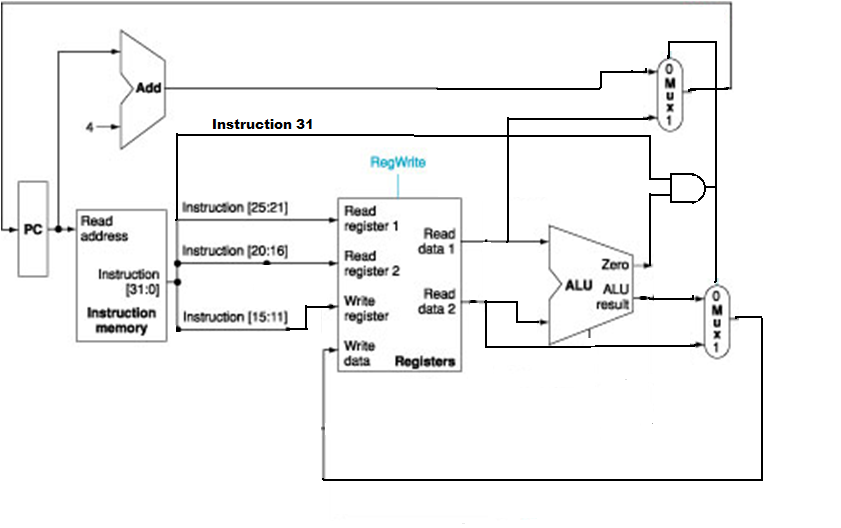 Add
4
0
M
u
x
1
Instruction 31
RegWrite
PC
Read
address
Instruction
[31:0]
Instruction
memory
Instruction [25:21]
Instruction [20:16]
Instruction [15:11]
Read
register 1
Read
register 2
Write
register
Write
data
Read
data 1
Read
data 2
Registers
Zero
ALU
ALU
result
0
M
u
x
1